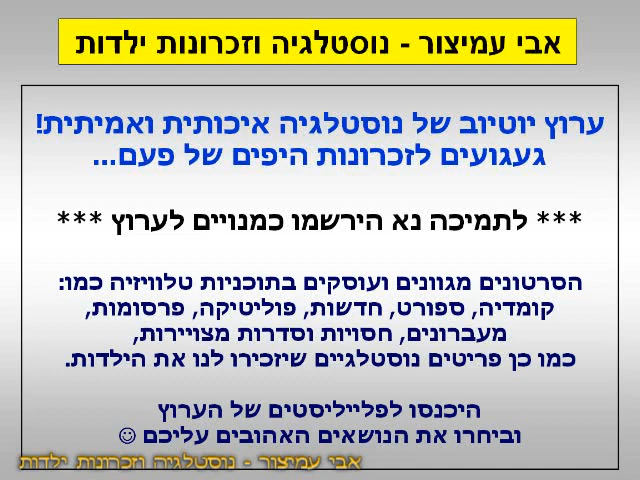 אבי עמיצור - נוסטלגיה וזכרונות ילדות
ערוץ יוטיוב של נוסטלגיה איכותית ואמיתית!
געגועים לזכרונות היפים של פעם...
*** לתמיכה נא הירשמו כמנויים לערוץ ***
הסרטונים מגוונים ועוסקים בתוכניות טלוויזיה כמו:
קומדיה, ספורט, חדשות, פוליטיקה, פרסומות,
מעברונים, חסויות וסדרות מצויירות,
כמו כן פריטים נוסטלגיים שיזכירו לנו את הילדות.
היכנסו לפלייליסטים של הערוץ
וביחרו את הנושאים האהובים עליכם ☺
אבי עמיצור - נוסטלגיה וזכרונות ילדות